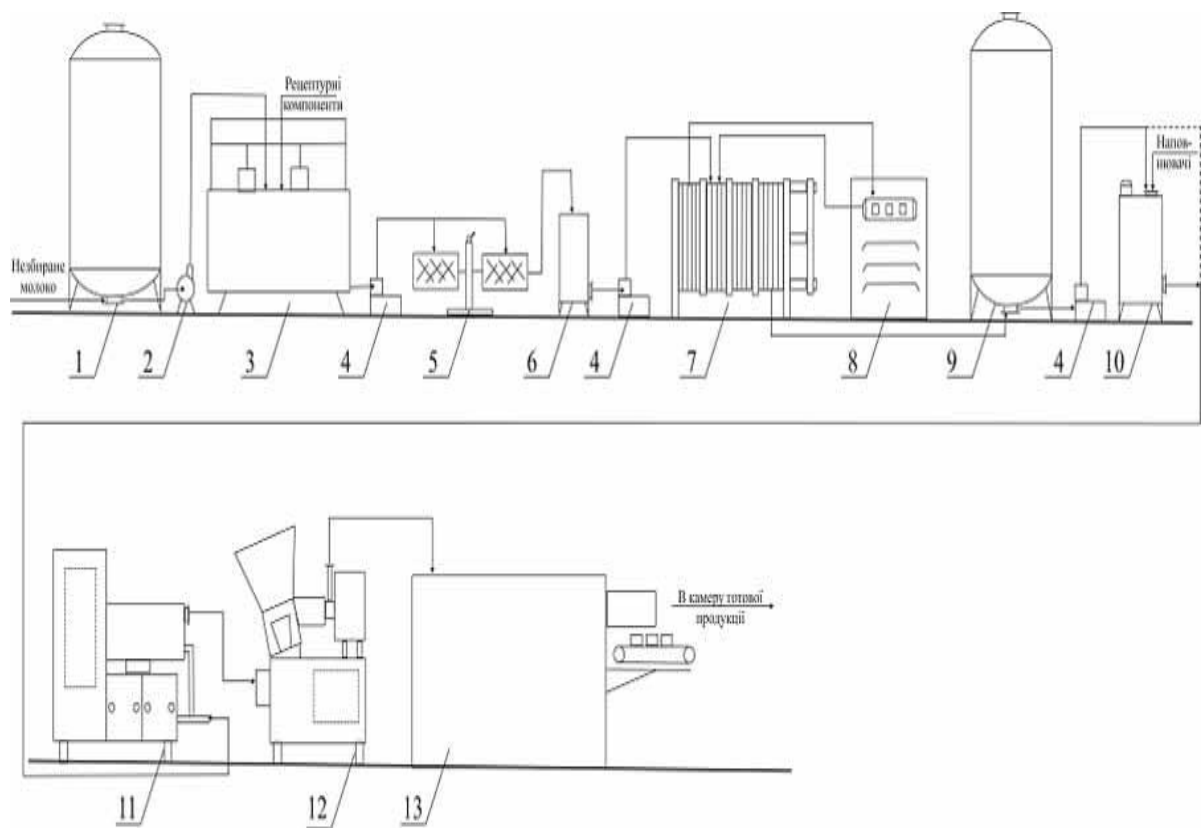 Рецептурні
компоненти
Незбиране
молоко
Напов-
нювачі
1
2
3
4
5
6
4
7
8
9
4
10
В камеру готової
продукції
11
12
13